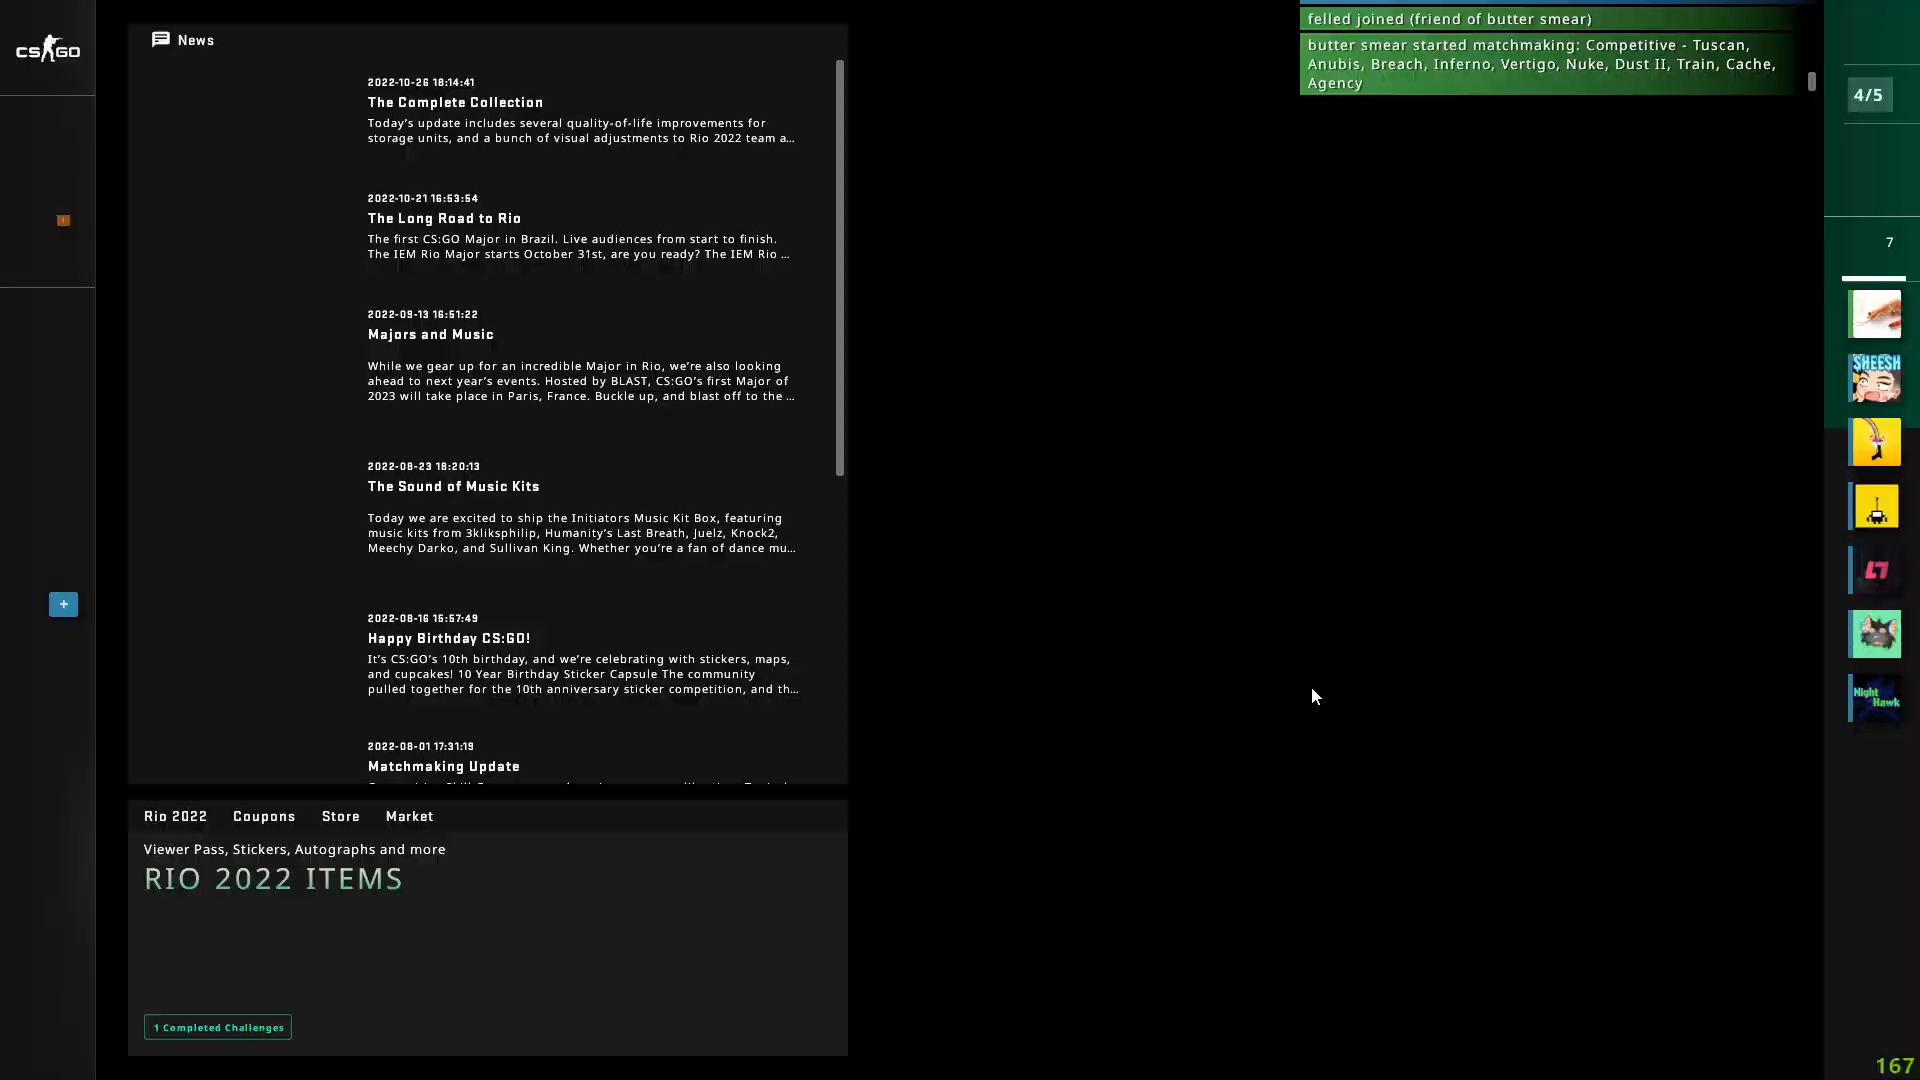 CS GO
News
felled joined (friend of butter smear)
butter smear started matchmaking: Competitive - Tuscan,
Anubis, Breach, Inferno, Vertigo, Nuke, Dust II, Train, Cache,
Agency
4/5
7
2022-10-26 18:14:41
The Complete Collection
Today's update includes several quality-of-life improvements for
storage units, and a bunch of visual adjustments to Rio 2022 team a...
2022-10-21 16:53:54
The Long Road to Rio
The first CS:GO Major in Brazil. Live audiences from start to finish.
The IEM Rio Major starts October 31st, are you ready? The IEM Rio ...
2022-09-13 16:51:22
Majors and Music
While we gear up for an incredible Major in Rio, we're also looking
ahead to next year's events. Hosted by BLAST, CS:GO's first Major of
2023 will take place in Paris, France. Buckle up, and blast off to the ...
2022-08-23 18:20:13
The Sound of Music Kits
Today we are excited to ship the Initiators Music Kit Box, featuring
music kits from 3kliksphilip, Humanity's Last Breath, Juelz, Knock2,
Meechy Darko, and Sullivan King. Whether you're a fan of dance mu...
2022-08-16 15:57:49
Happy Birthday CS:GO!
It's CS:GO's 10th birthday, and we're celebrating with stickers, maps,
and cupcakes! 10 Year Birthday Sticker Capsule The community
pulled together for the 10th anniversary sticker competition, and th...
2022-08-01 17:31:19
Matchmaking Update
SHEESH
Night
Hawk
+
Rio 2022 Coupons Store Market
Viewer Pass, Stickers, Autographs and more
RIO 2022 ITEMS
1 Completed Challenges
167